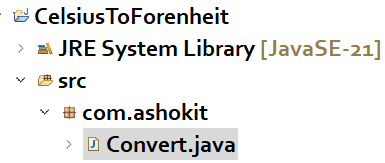 CelsiusToForenheit
JRE System Library [JavaSE-21]
src
com.ashokit
Convert.java